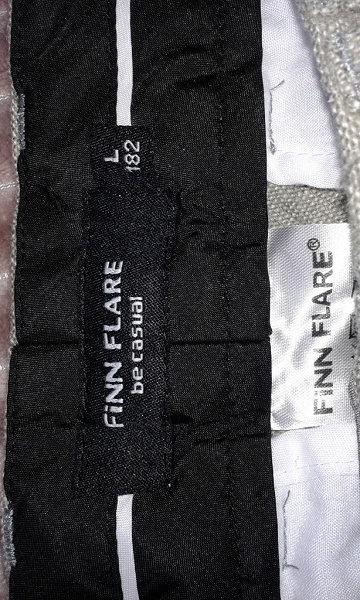 FiNN FLARE
be casual
L
182
FiNN FLARE®